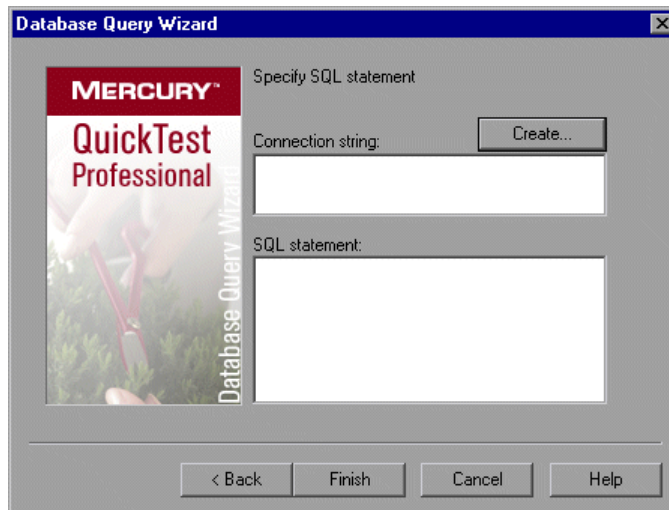 Database Query Wizard
MERCURY™
QuickTest
Professional
Database Query Wizard
Specify SQL statement
Connection string:
Create...
SQL statement:
< Back
Finish
Cancel
Help